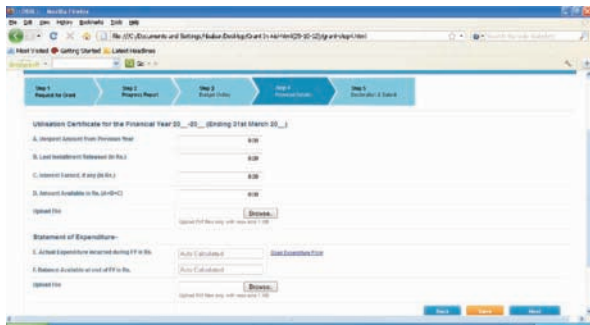 Mozilla Firefox
File Edit View History Bookmarks Tools Help
Most Visited Getting Started Latest Headlines
Step 1 Step 2 Step 3 Step 4 Step 5
Request for Grant Progress Report Budget Outlay Declaration & Submit
Utilisation Certificate for the Financial Year 20__-20__ (Ending 31st March 20__)
A. Unspent Amount From Previous Year 0.00
B. Last Installment Released (in Rs.) 0.00
C. Interest Earned, if any (in Rs.) 0.00
D. Amount Available in Rs. (A+B+C) 0.00
Upload File Browse..
Statement of Expenditure-
E. Actual Expenditure incurred during FY in Rs. Auto Calculated Open Expenditure Form
F. Balance Available at end of FY in Rs. Auto Calculated
Upload File Browse..
Back Save Next